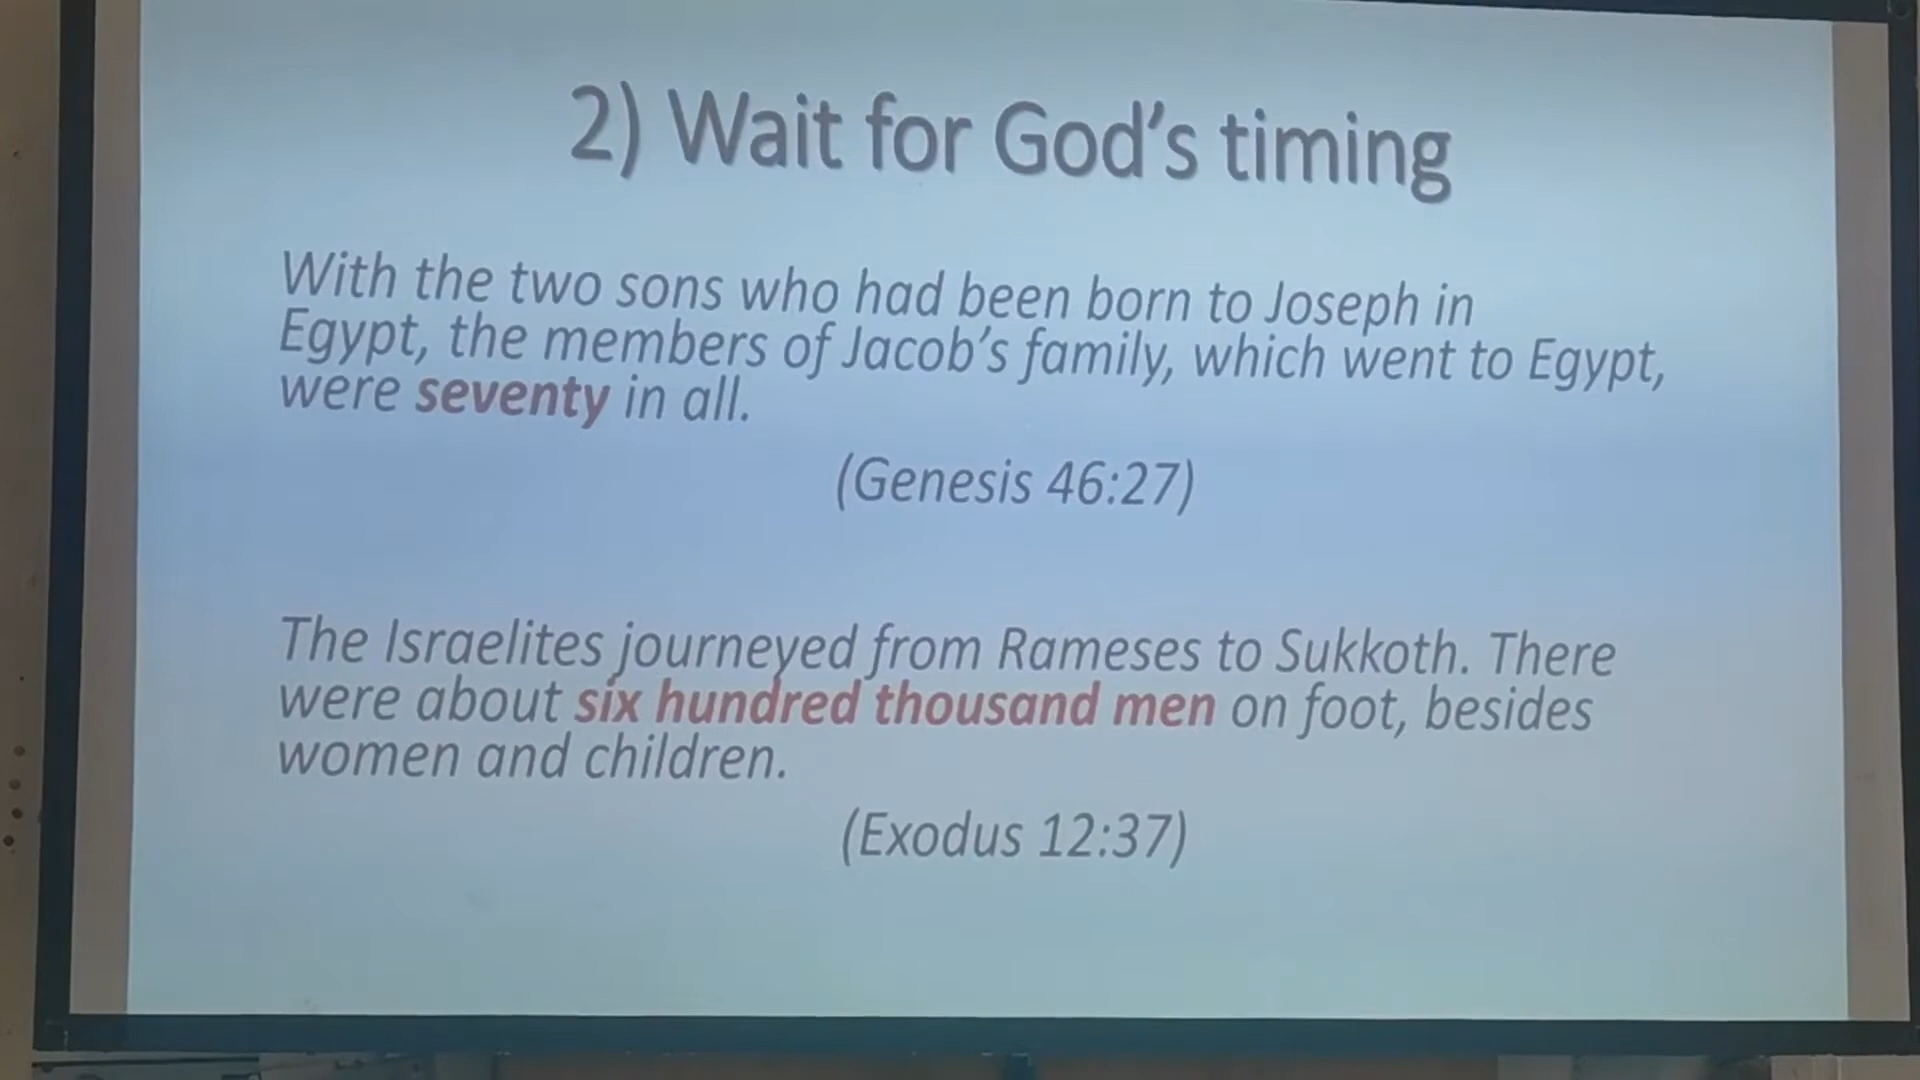 2) Wait for God's timing
With the two sons who had been born to Joseph in
Egypt, the members of Jacob's family, which went to Egypt,
were seventy in all.
(Genesis 46:27)
The Israelites journeyed from Rameses to Sukkoth. There
were about six hundred thousand men on foot, besides
women and children.
(Exodus 12:37)